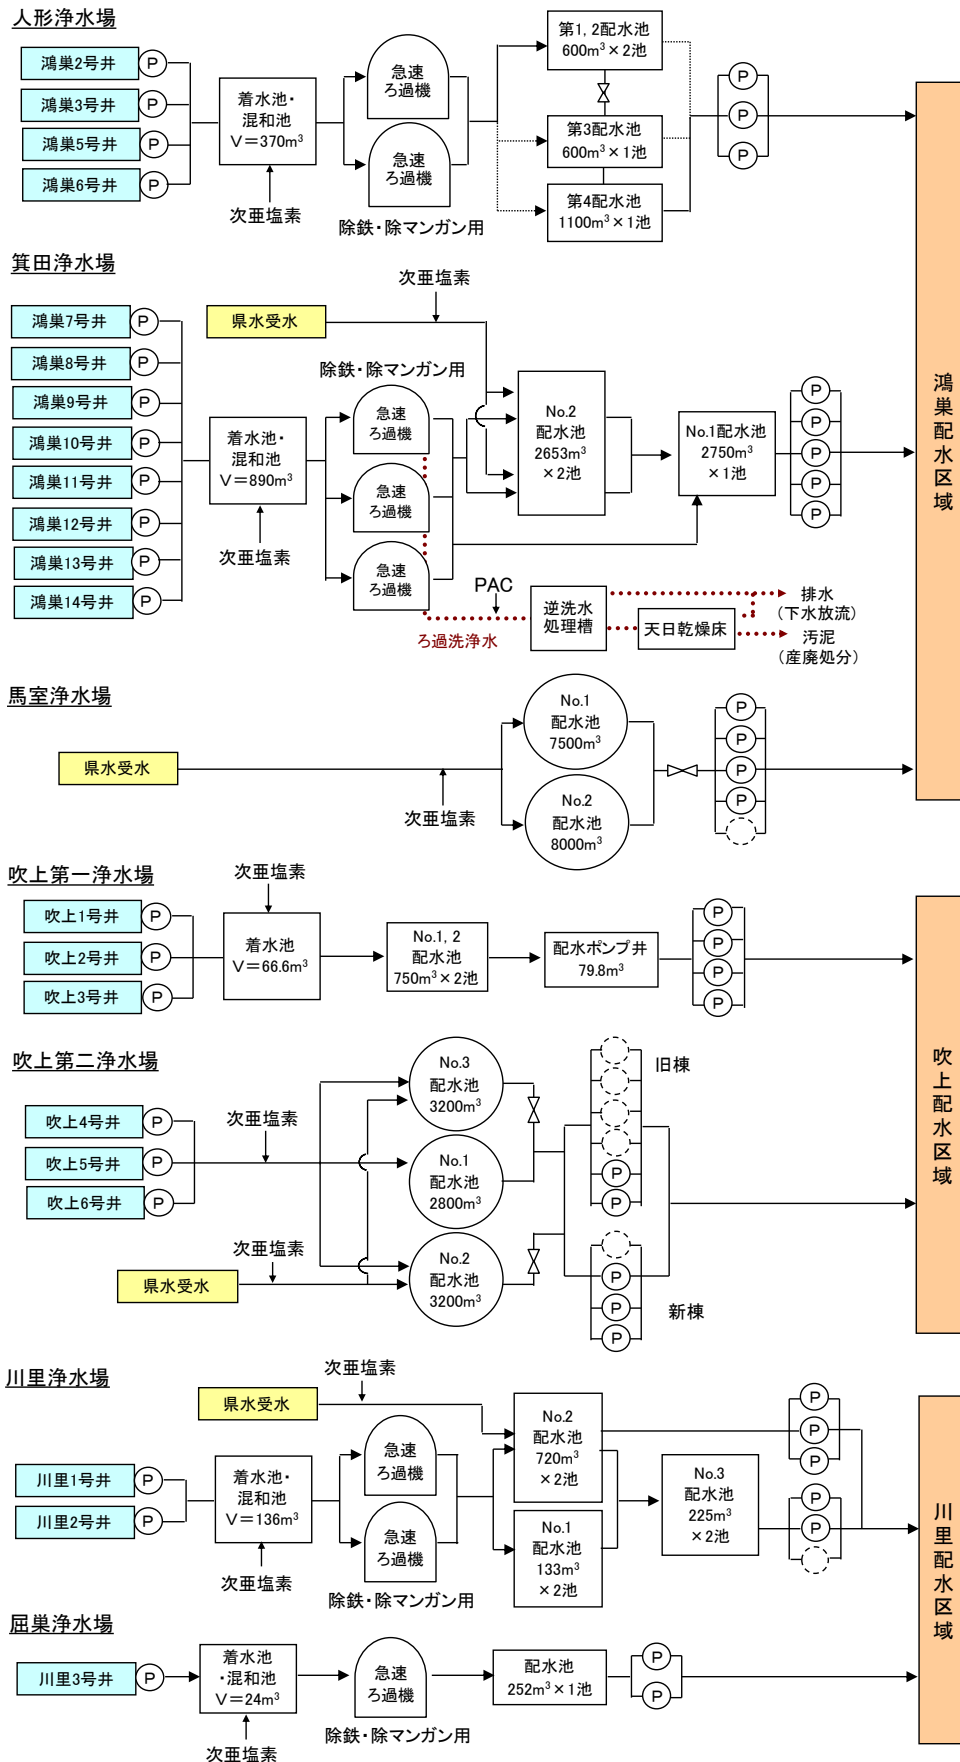 人形浄水場
鴻巣2号井
P
鴻巣3号井
P
鴻巣5号井
P
鴻巣6号井
P
着水池・
混和池
V＝370m³
次亜塩素
急速
ろ過機
急速
ろ過機
除鉄・除マンガン用
第1, 2配水池
600m³×2池
第3配水池
600m³×1池
第4配水池
1100m³×1池
P
P
P
鴻巣配水区域
箕田浄水場
鴻巣7号井
P
鴻巣8号井
P
鴻巣9号井
P
鴻巣10号井
P
鴻巣11号井
P
鴻巣12号井
P
鴻巣13号井
P
鴻巣14号井
P
県水受水
次亜塩素
着水池・
混和池
V＝890m³
次亜塩素
除鉄・除マンガン用
急速
ろ過機
急速
ろ過機
急速
ろ過機
No.2
配水池
2653m³
×2池
No.1配水池
2750m³
×1池
P
P
P
P
P
ろ過洗浄水
PAC
逆洗水
処理槽
天日乾燥床
排水
(下水放流)
汚泥
(産廃処分)
馬室浄水場
県水受水
次亜塩素
No.1
配水池
7500m³
No.2
配水池
8000m³
P
P
P
P
吹上第一浄水場
吹上1号井
P
吹上2号井
P
吹上3号井
P
次亜塩素
着水池
V＝66.6m³
No.1, 2
配水池
750m³×2池
配水ポンプ井
79.8m³
P
P
P
P
吹上配水区域
吹上第二浄水場
吹上4号井
P
吹上5号井
P
吹上6号井
P
次亜塩素
県水受水
次亜塩素
No.3
配水池
3200m³
No.1
配水池
2800m³
No.2
配水池
3200m³
旧棟
P
P
新棟
P
P
P
川里浄水場
県水受水
次亜塩素
川里1号井
P
川里2号井
P
着水池・
混和池
V＝136m³
次亜塩素
急速
ろ過機
急速
ろ過機
除鉄・除マンガン用
No.2
配水池
720m³
×2池
No.1
配水池
133m³
×2池
No.3
配水池
225m³
×2池
P
P
P
P
川里配水区域
屈巣浄水場
川里3号井
P
着水池
・混和池
V＝24m³
次亜塩素
急速
ろ過機
除鉄・除マンガン用
配水池
252m³×1池
P
P